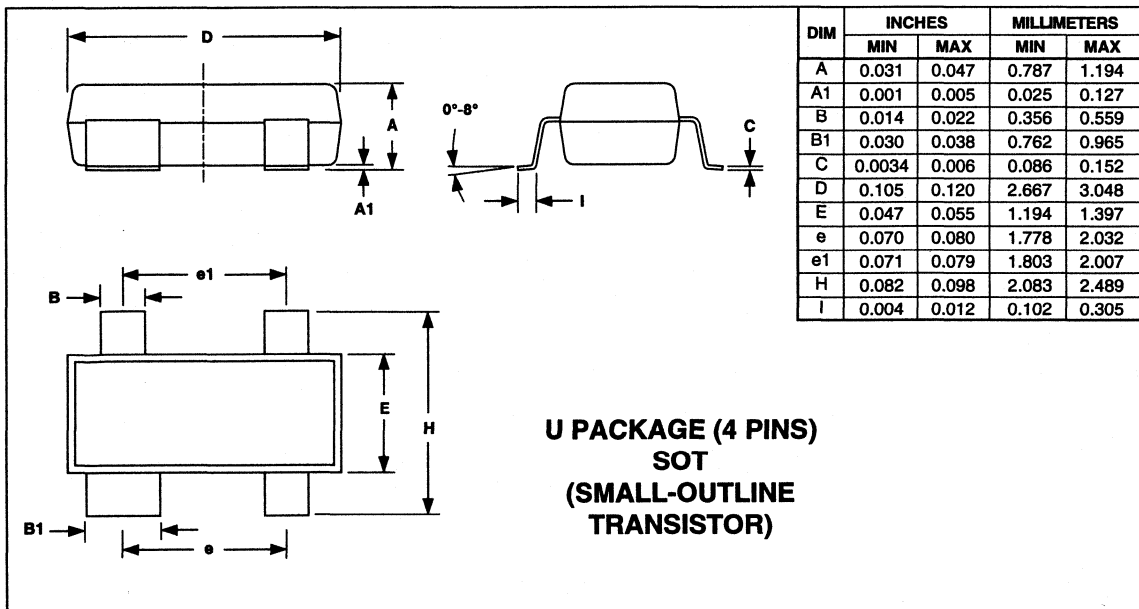 D
A
A1
0°-8°
C
I
e1
B
E
H
B1
e
DIM INCHES MILLIMETERS
MIN MAX MIN MAX
A 0.031 0.047 0.787 1.194
A1 0.001 0.005 0.025 0.127
B 0.014 0.022 0.356 0.559
B1 0.030 0.038 0.762 0.965
C 0.0034 0.006 0.086 0.152
D 0.105 0.120 2.667 3.048
E 0.047 0.055 1.194 1.397
e 0.070 0.080 1.778 2.032
e1 0.071 0.079 1.803 2.007
H 0.082 0.098 2.083 2.489
I 0.004 0.012 0.102 0.305
U PACKAGE (4 PINS)
SOT
(SMALL-OUTLINE
TRANSISTOR)